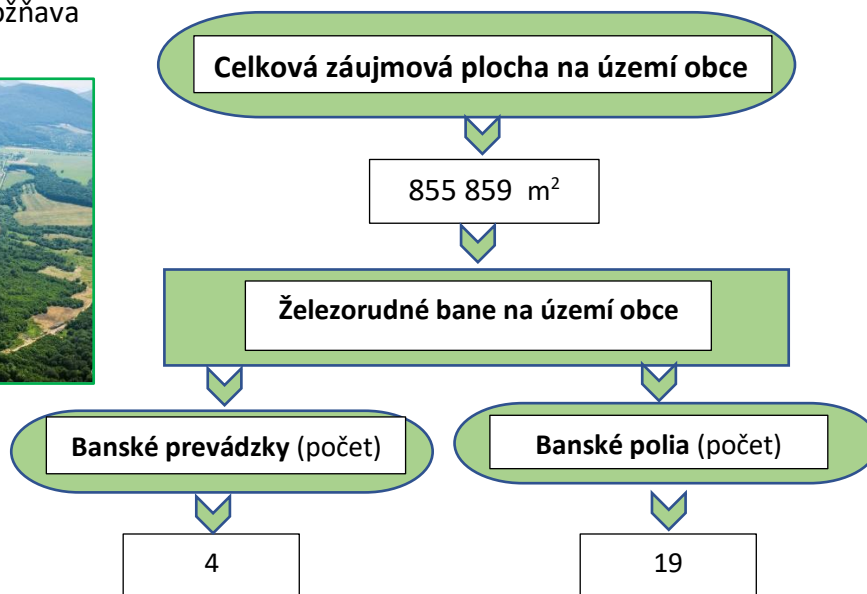 Celková záujmová plocha na území obce
855 859 m²
Železorudné bane na území obce
Banské prevádzky (počet)
Banské polia (počet)
4
19